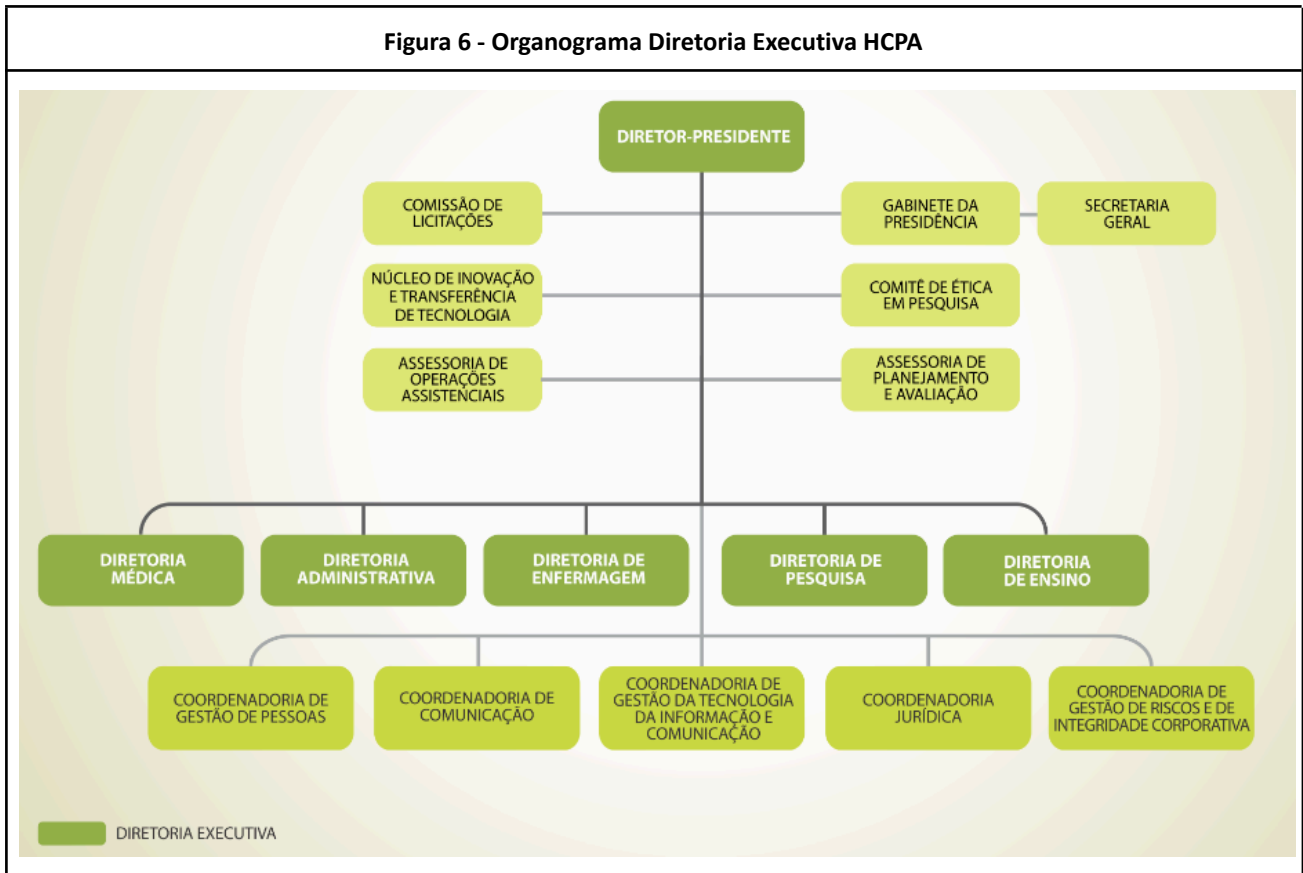 Figura 6 - Organograma Diretoria Executiva HCPA
DIRETOR-PRESIDENTE
COMISSÃO DE
LICITAÇÕES
GABINETE DA
PRESIDÊNCIA
SECRETARIA
GERAL
NÚCLEO DE INOVAÇÃO
E TRANSFERÊNCIA
DE TECNOLOGIA
COMITÊ DE ÉTICA
EM PESQUISA
ASSESSORIA DE
OPERAÇÕES
ASSISTENCIAIS
ASSESSORIA DE
PLANEJAMENTO
E AVALIAÇÃO
DIRETORIA
MÉDICA
DIRETORIA
ADMINISTRATIVA
DIRETORIA DE
ENFERMAGEM
DIRETORIA DE
PESQUISA
DIRETORIA
DE ENSINO
COORDENADORIA DE
GESTÃO DE PESSOAS
COORDENADORIA DE
COMUNICAÇÃO
COORDENADORIA DE
GESTÃO DA TECNOLOGIA
DA INFORMAÇÃO E
COMUNICAÇÃO
COORDENADORIA
JURÍDICA
COORDENADORIA DE
GESTÃO DE RISCOS E DE
INTEGRIDADE CORPORATIVA
DIRETORIA EXECUTIVA